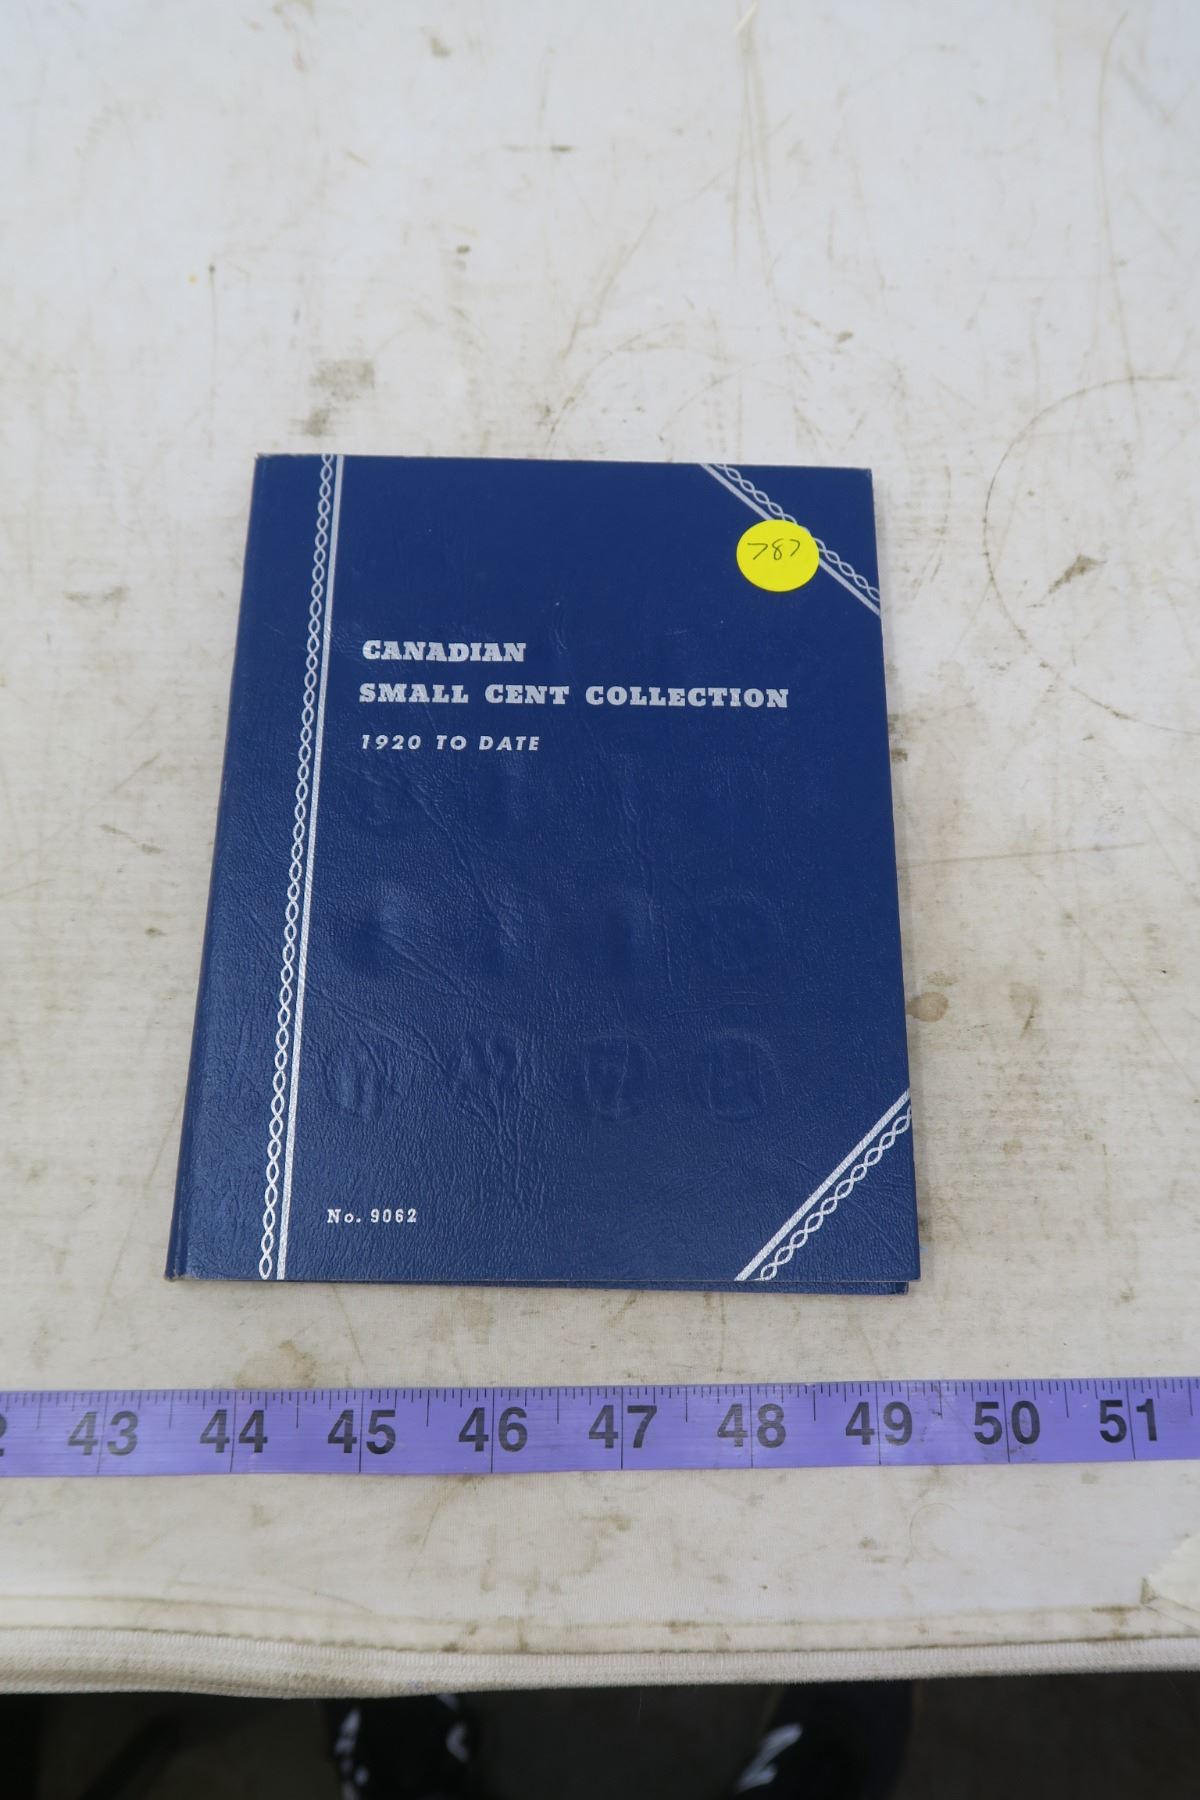 787
CANADIAN
SMALL CENT COLLECTION
1920 TO DATE
No. 9062
43 44 45 46 47 48 49 50 51